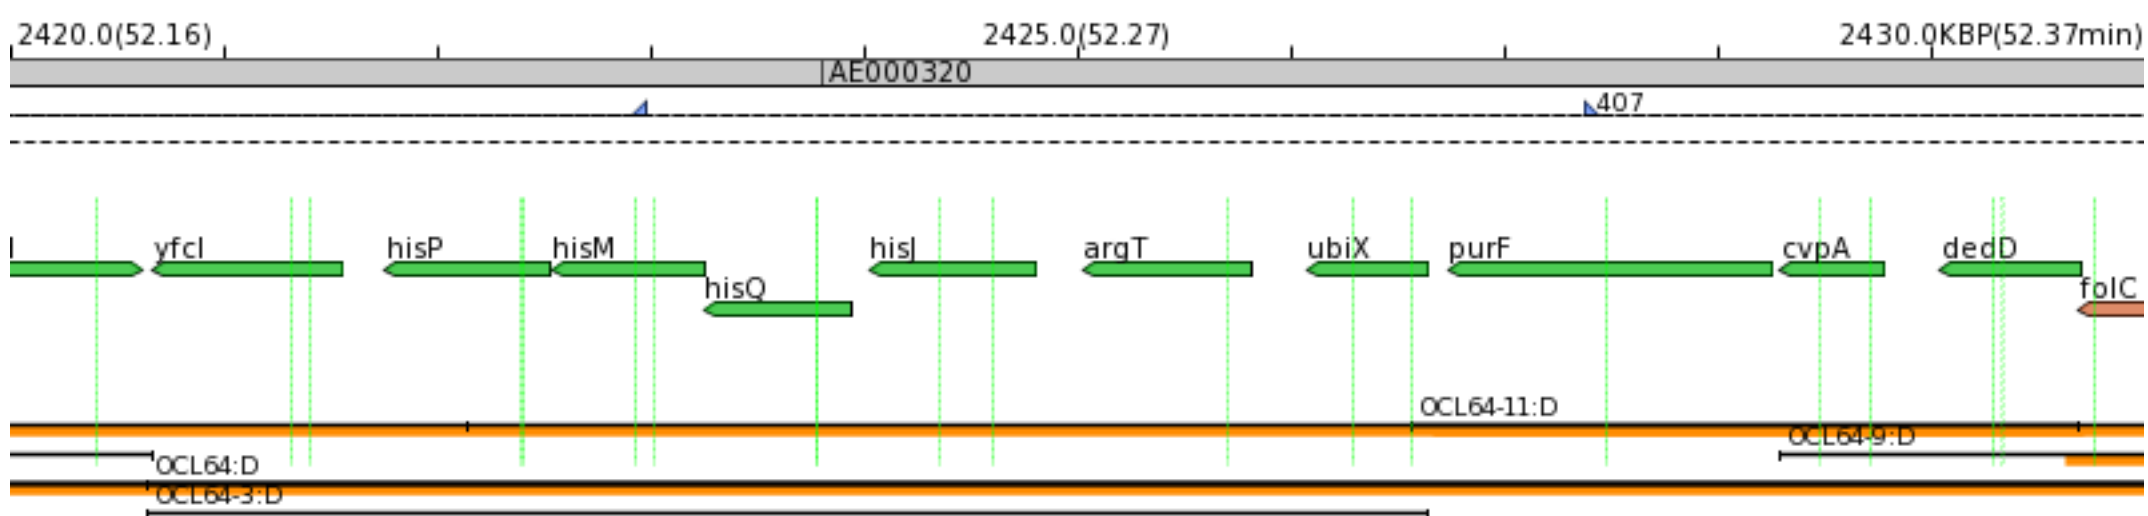 2420.0(52.16) 2425.0(52.27) 2430.0KBP(52.37min)
AE000320
407
I yfcI hisP hisM hisJ argT ubiX purF cvpA dedD
hisQ folC
OCL64-11:D
OCL64-9:D
OCL64:D
OCL64-3:D